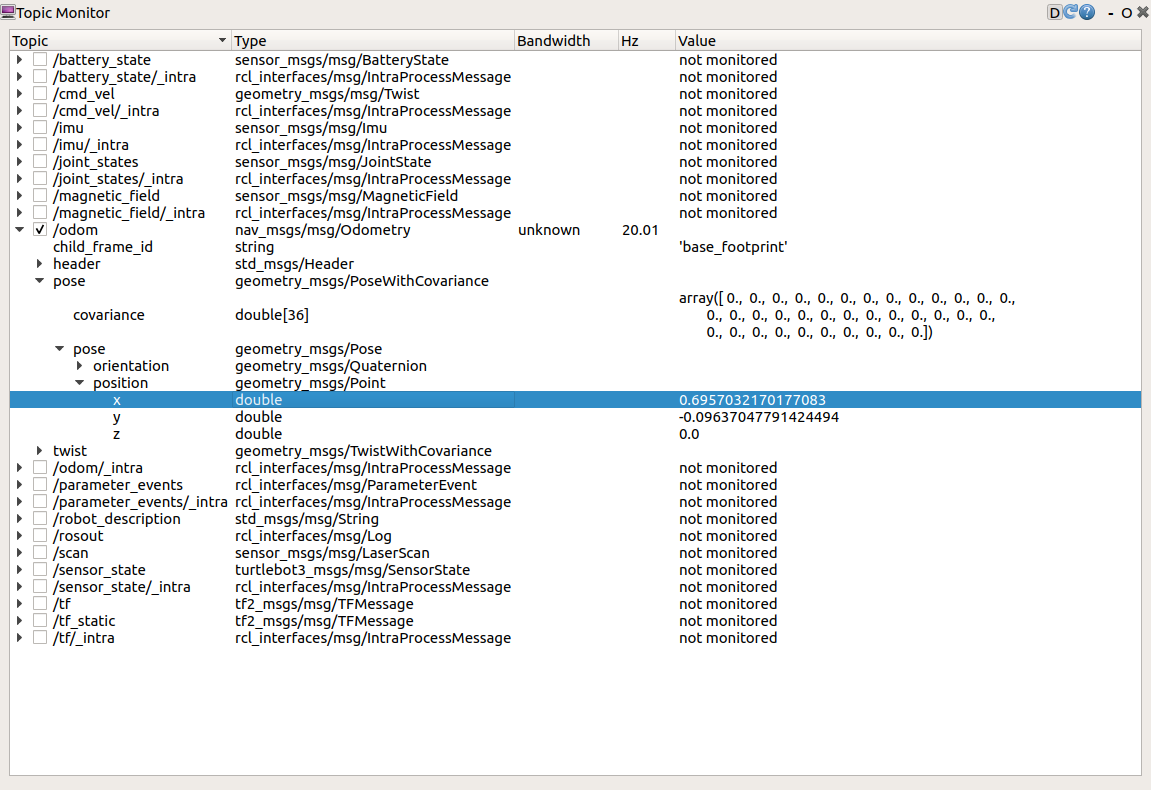 Topic Monitor D ? - O
Topic Type Bandwidth Hz Value
/battery_state sensor_msgs/msg/BatteryState not monitored
/battery_state/_intra rcl_interfaces/msg/IntraProcessMessage not monitored
/cmd_vel geometry_msgs/msg/Twist not monitored
/cmd_vel/_intra rcl_interfaces/msg/IntraProcessMessage not monitored
/imu sensor_msgs/msg/Imu not monitored
/imu/_intra rcl_interfaces/msg/IntraProcessMessage not monitored
/joint_states sensor_msgs/msg/JointState not monitored
/joint_states/_intra rcl_interfaces/msg/IntraProcessMessage not monitored
/magnetic_field sensor_msgs/msg/MagneticField not monitored
/magnetic_field/_intra rcl_interfaces/msg/IntraProcessMessage not monitored
/odom nav_msgs/msg/Odometry unknown 20.01
child_frame_id string 'base_footprint'
header std_msgs/Header
pose geometry_msgs/PoseWithCovariance
array([ 0., 0., 0., 0., 0., 0., 0., 0., 0., 0., 0., 0., 0.,
covariance double[36] 0., 0., 0., 0., 0., 0., 0., 0., 0., 0., 0., 0., 0.,
0., 0., 0., 0., 0., 0., 0., 0., 0., 0.])
pose geometry_msgs/Pose
orientation geometry_msgs/Quaternion
position geometry_msgs/Point
x double 0.6957032170177083
y double -0.09637047791424494
z double 0.0
twist geometry_msgs/TwistWithCovariance
/odom/_intra rcl_interfaces/msg/IntraProcessMessage not monitored
/parameter_events rcl_interfaces/msg/ParameterEvent not monitored
/parameter_events/_intra rcl_interfaces/msg/IntraProcessMessage not monitored
/robot_description std_msgs/msg/String not monitored
/rosout rcl_interfaces/msg/Log not monitored
/scan sensor_msgs/msg/LaserScan not monitored
/sensor_state turtlebot3_msgs/msg/SensorState not monitored
/sensor_state/_intra rcl_interfaces/msg/IntraProcessMessage not monitored
/tf tf2_msgs/msg/TFMessage not monitored
/tf_static tf2_msgs/msg/TFMessage not monitored
/tf/_intra rcl_interfaces/msg/IntraProcessMessage not monitored